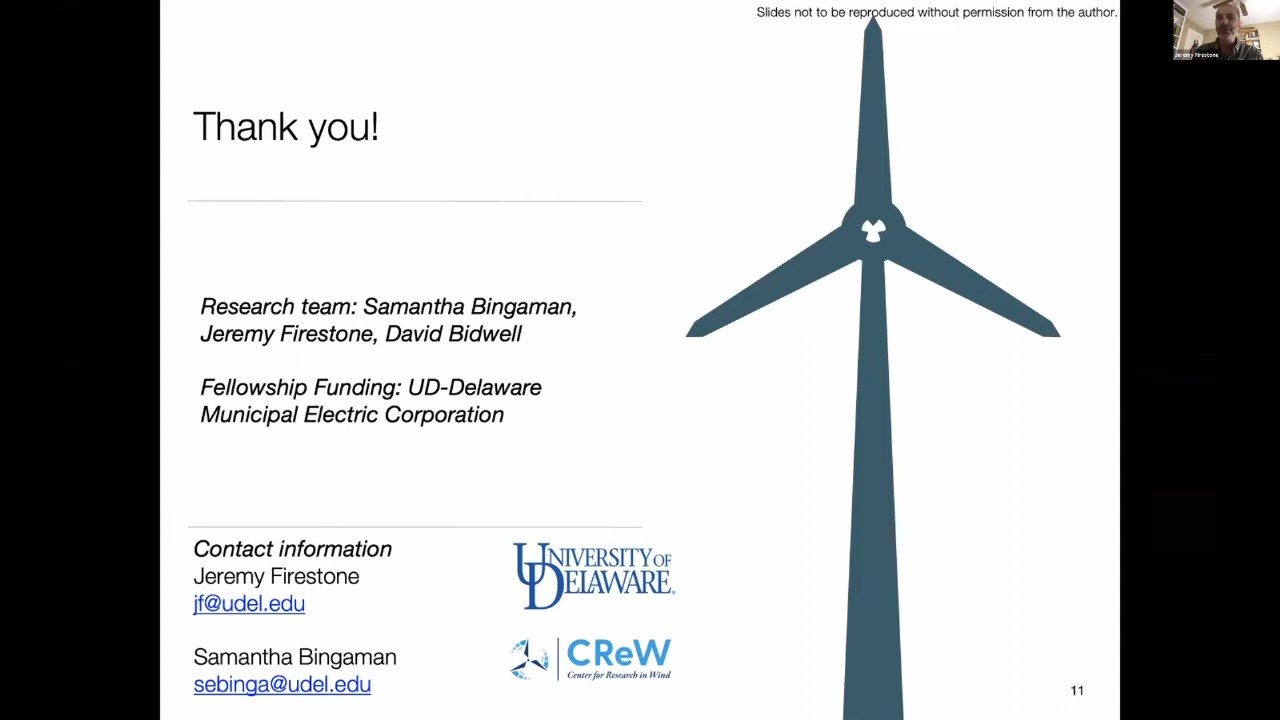 Slides not to be reproduced without permission from the author.
Jeremy Firestone
Thank you!
Research team: Samantha Bingaman,
Jeremy Firestone, David Bidwell
Fellowship Funding: UD-Delaware
Municipal Electric Corporation
Contact information
Jeremy Firestone
jf@udel.edu
Samantha Bingaman
sebinga@udel.edu
UNIVERSITY OF
DELAWARE.
CReW
Center for Research in Wind
11